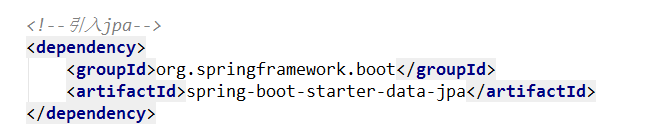 <!--引入jpa-->
<dependency>
<groupId>org.springframework.boot</groupId>
<artifactId>spring-boot-starter-data-jpa</artifactId>
</dependency>